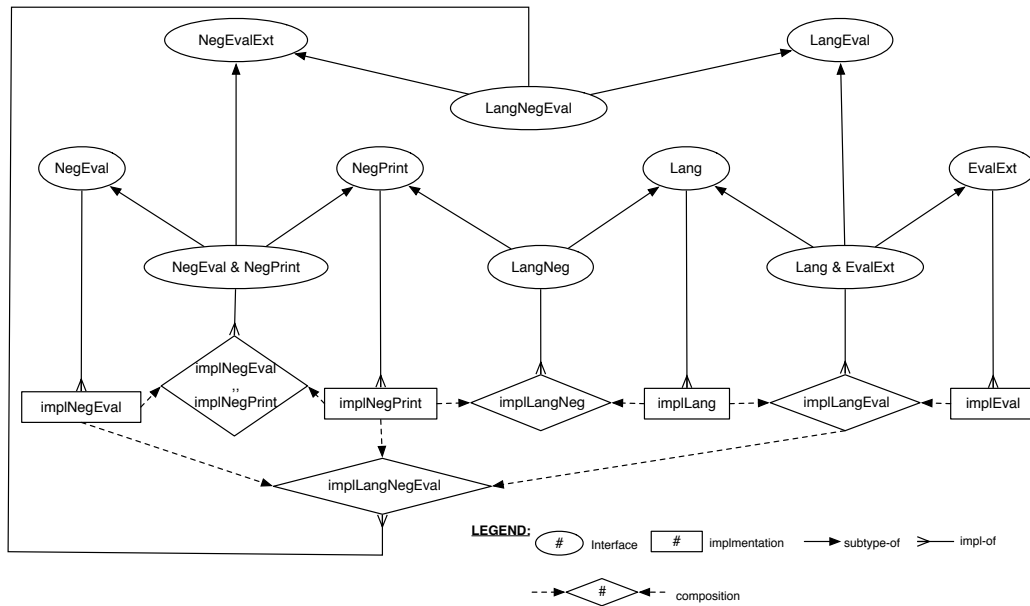 NegEvalExt
LangEval
LangNegEval
NegEval
NegPrint
Lang
EvalExt
NegEval & NegPrint
LangNeg
Lang & EvalExt
implNegEval
,,
implNegPrint
implNegEval
implNegPrint
implLangNeg
implLang
implLangEval
implEval
implLangNegEval
LEGEND:
# Interface
# implmentation
subtype-of
impl-of
# composition